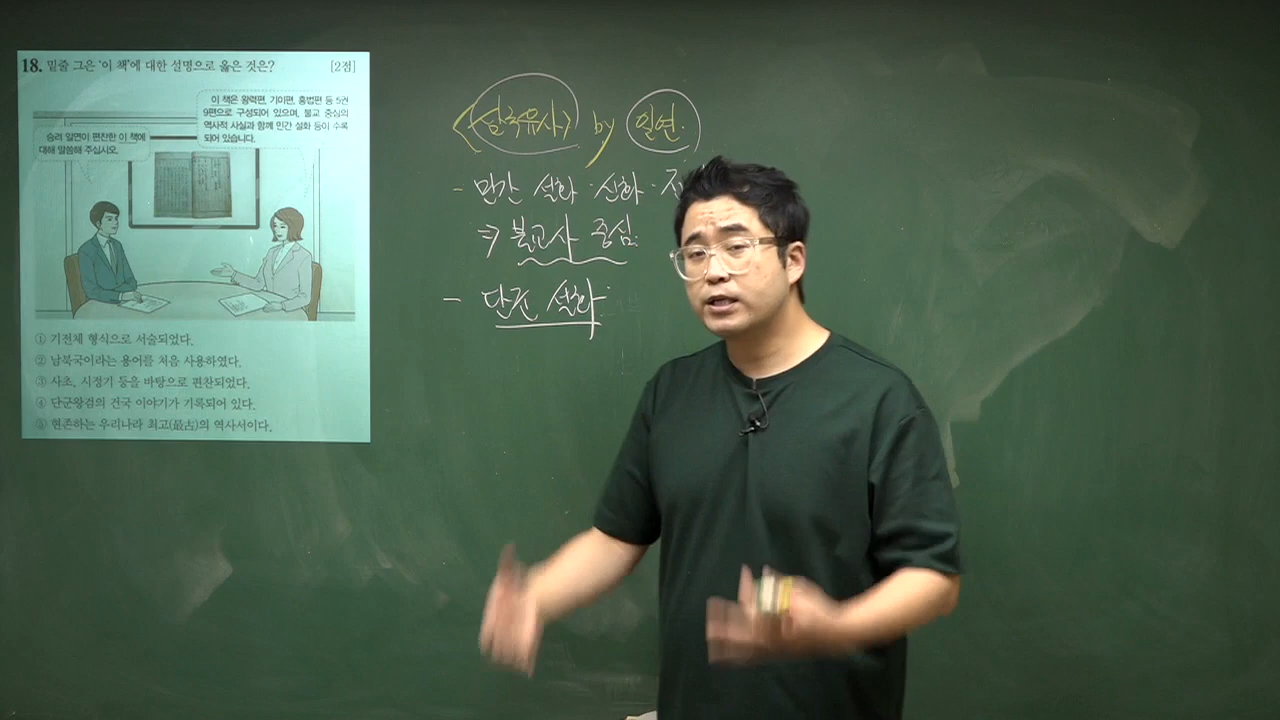 18. 밑줄 그은 '이 책'에 대한 설명으로 옳은 것은? [2점]
승려 일연이 편찬한 이 책에
대해 말씀해 주십시오.
이 책은 왕력편, 기이편, 흥법편 등 5권
9편으로 구성되어 있으며, 불교 중심의
역사적 사실과 함께 민간 설화 등이 수록
되어 있습니다.
① 기전체 형식으로 서술되었다.
② 남북국이라는 용어를 처음 사용하였다.
③ 사초, 시정기 등을 바탕으로 편찬되었다.
④ 단군왕검의 건국 이야기가 기록되어 있다.
⑤ 현존하는 우리나라 최고(最古)의 역사서이다.
<삼국유사> by 일연.
- 민간 설화·신화·
⇒ 불교사 중심.
- 단군 설화.